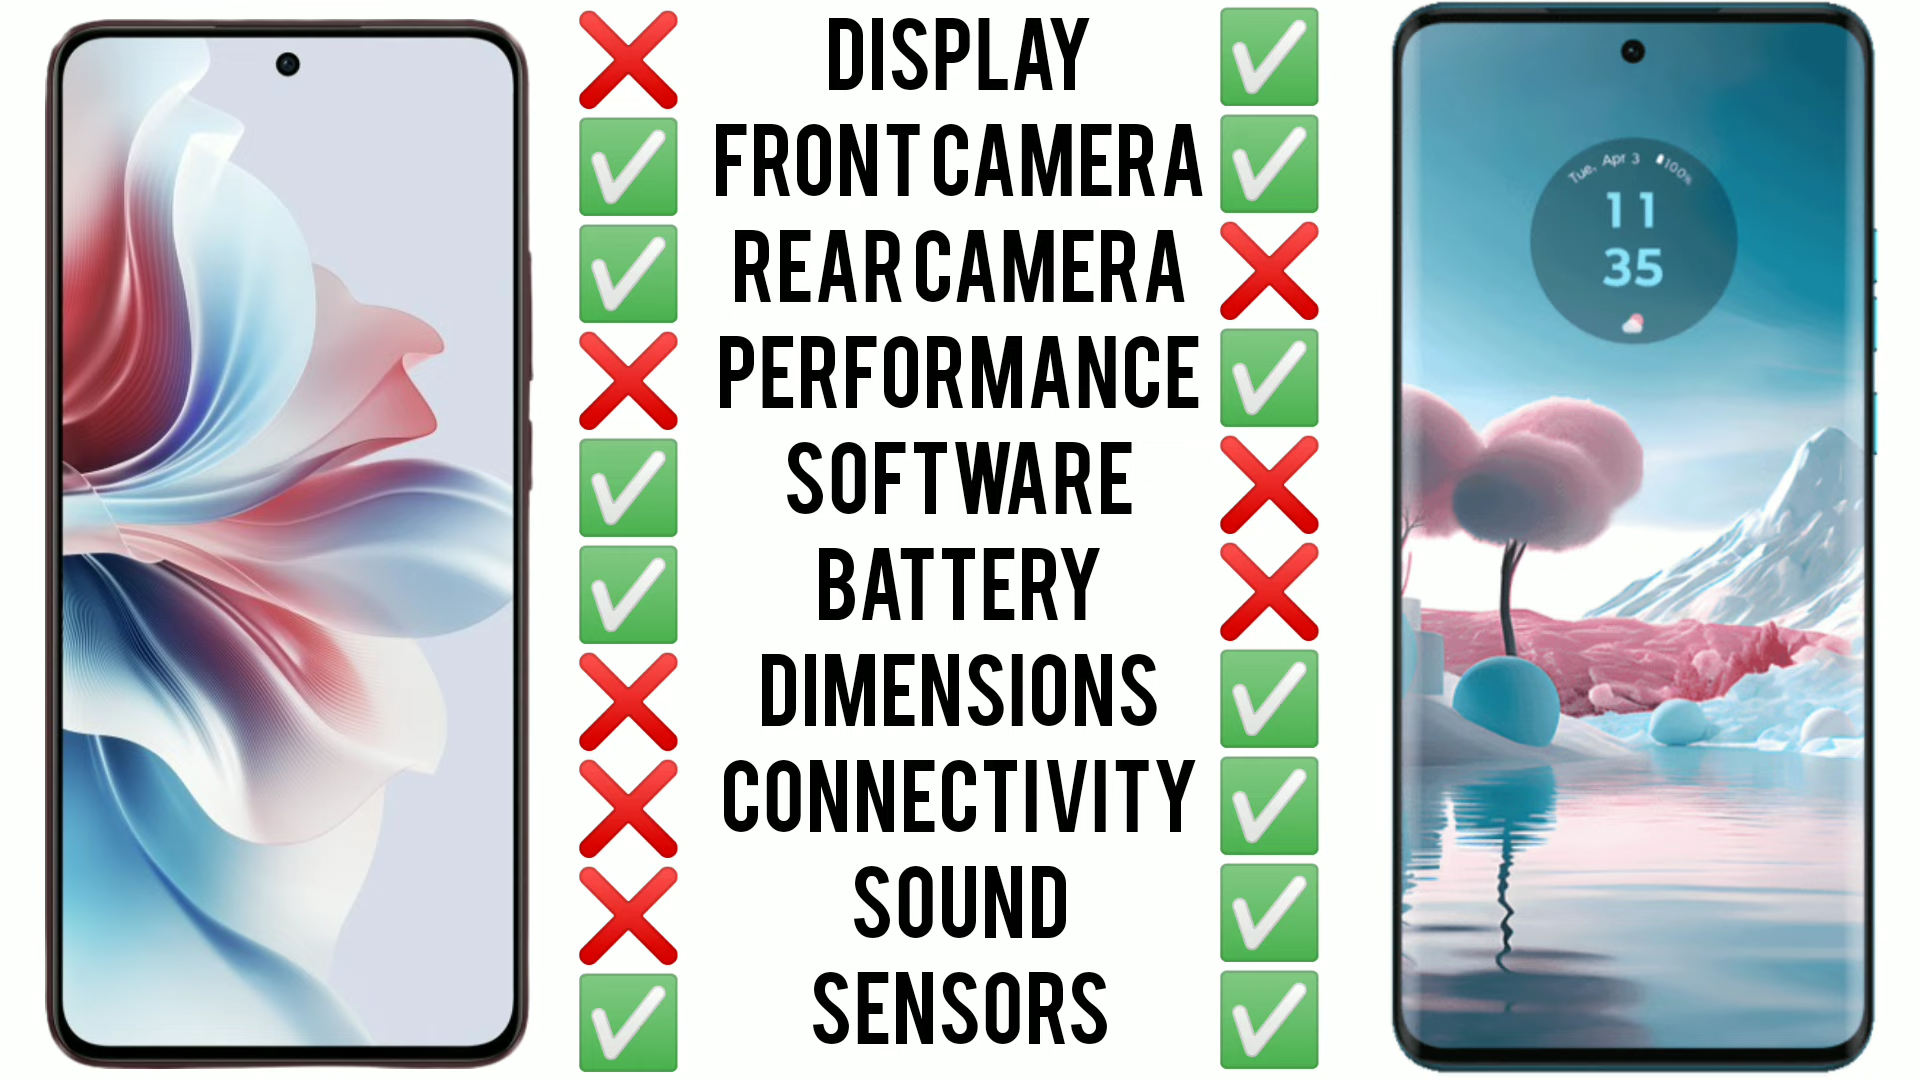 DISPLAY
FRONT CAMERA
REAR CAMERA
PERFORMANCE
SOFTWARE
BATTERY
DIMENSIONS
CONNECTIVITY
SOUND
SENSORS
Tue, Apr 3 100%
11
35